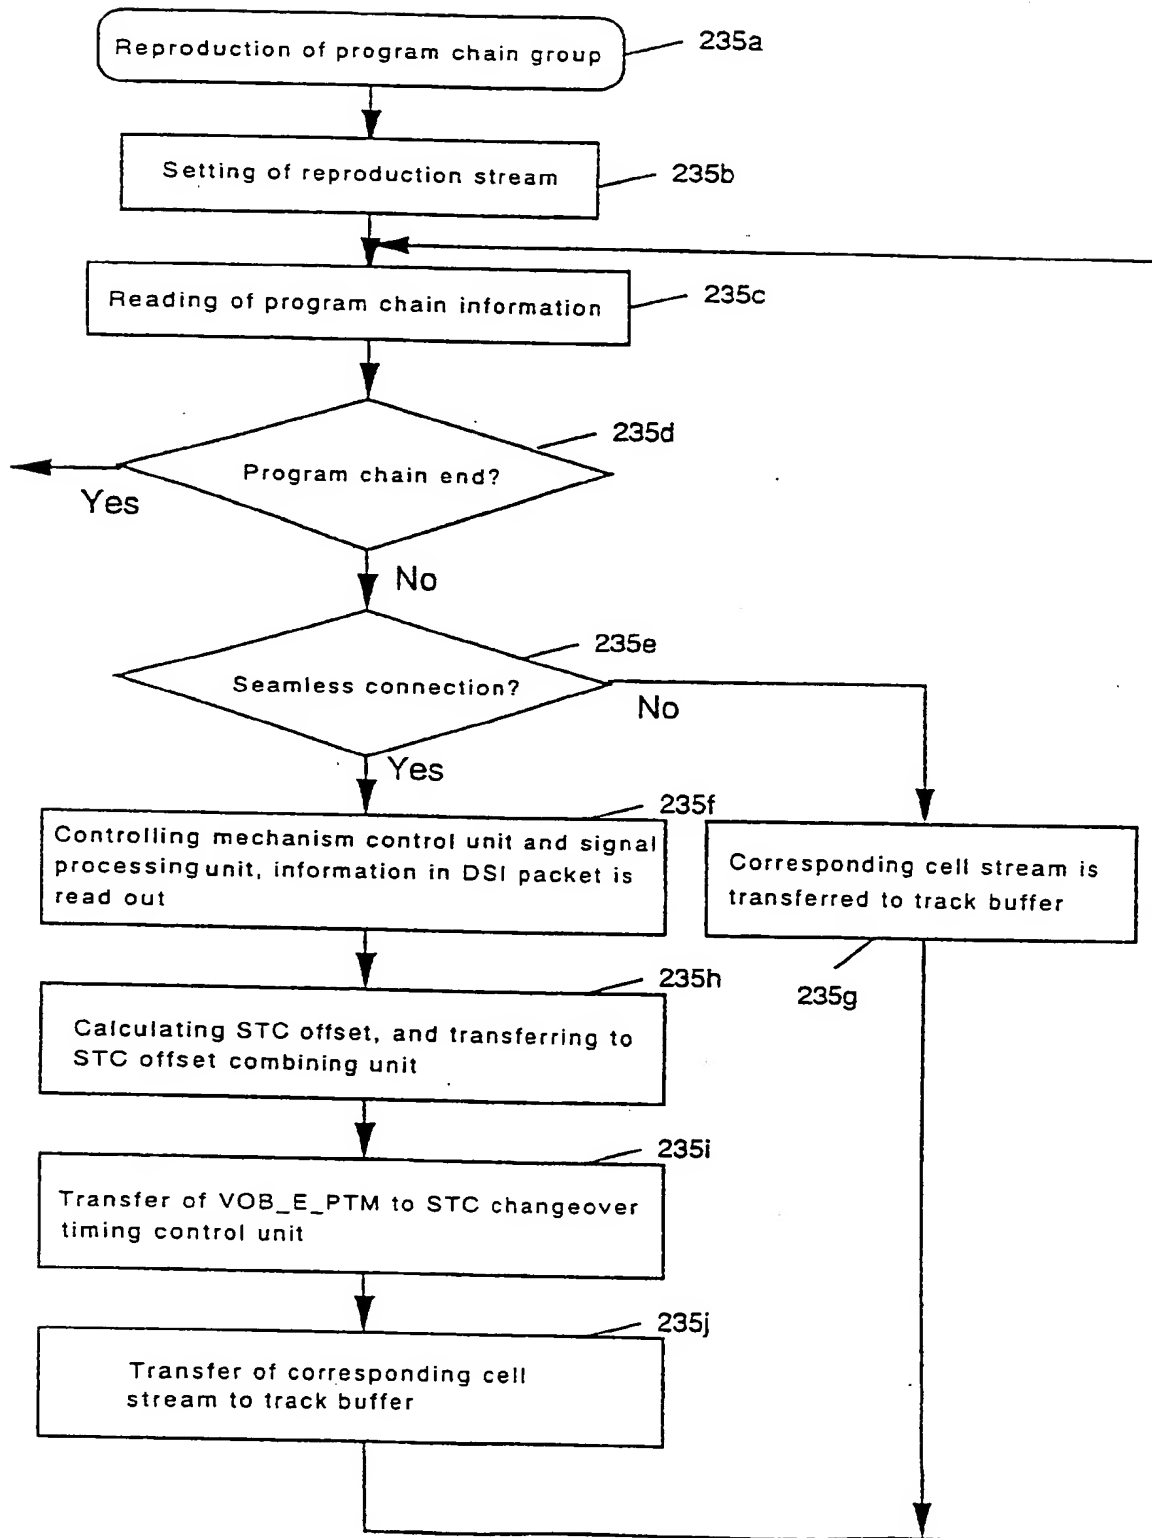 Reproduction of program chain group
235a
Setting of reproduction stream
235b
Reading of program chain information
235c
235d
Program chain end?
Yes
No
235e
Seamless connection?
No
Yes
235f
Controlling mechanism control unit and signal
processing unit, information in DSI packet is
read out
Corresponding cell stream is
transferred to track buffer
235g
235h
Calculating STC offset, and transferring to
STC offset combining unit
235i
Transfer of VOB_E_PTM to STC changeover
timing control unit
235j
Transfer of corresponding cell
stream to track buffer